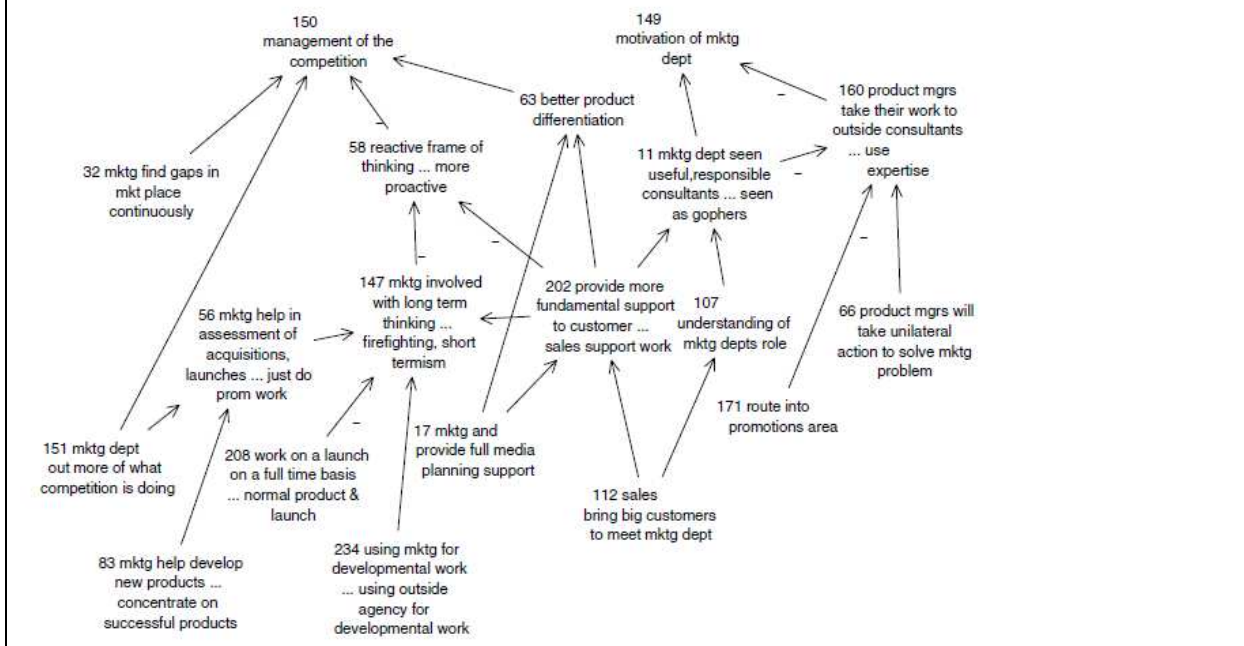 150
management of the
competition
149
motivation of mktg
dept
63 better product
differentiation
160 product mgrs
take their work to
outside consultants
... use
expertise
58 reactive frame of
thinking ... more
proactive
11 mktg dept seen
useful,responsible
consultants ... seen
as gophers
32 mktg find gaps in
mkt place
continuously
147 mktg involved
with long term
thinking ...
firefighting, short
termism
202 provide more
fundamental support
to customer ...
sales support work
107
understanding of
mktg depts role
66 product mgrs will
take unilateral
action to solve mktg
problem
56 mktg help in
assessment of
acquisitions,
launches ... just do
prom work
171 route into
promotions area
151 mktg dept
out more of what
competition is doing
208 work on a launch
on a full time basis
... normal product &
launch
17 mktg and
provide full media
planning support
112 sales
bring big customers
to meet mktg dept
83 mktg help develop
new products ...
concentrate on
successful products
234 using mktg for
developmental work
... using outside
agency for
developmental work